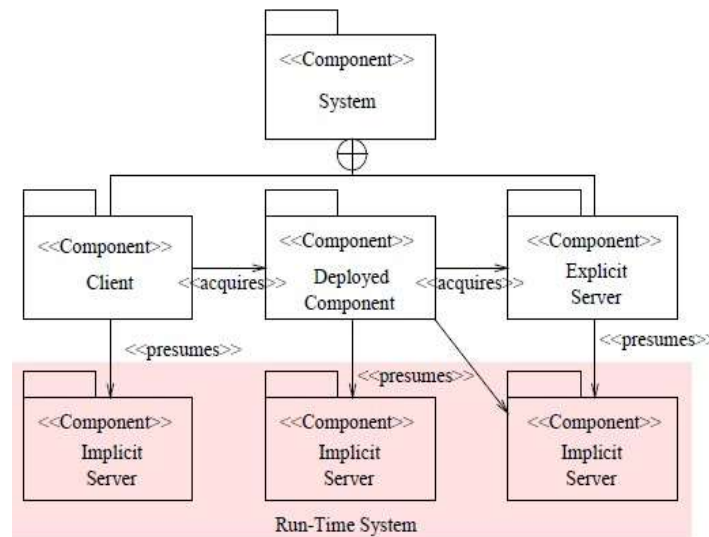 <<Component>>
System
<<Component>>
Client
<<acquires>>
<<Component>>
Deployed
Component
<<acquires>>
<<Component>>
Explicit
Server
<<presumes>>
<<presumes>>
<<presumes>>
<<Component>>
Implicit
Server
<<Component>>
Implicit
Server
<<Component>>
Implicit
Server
Run-Time System